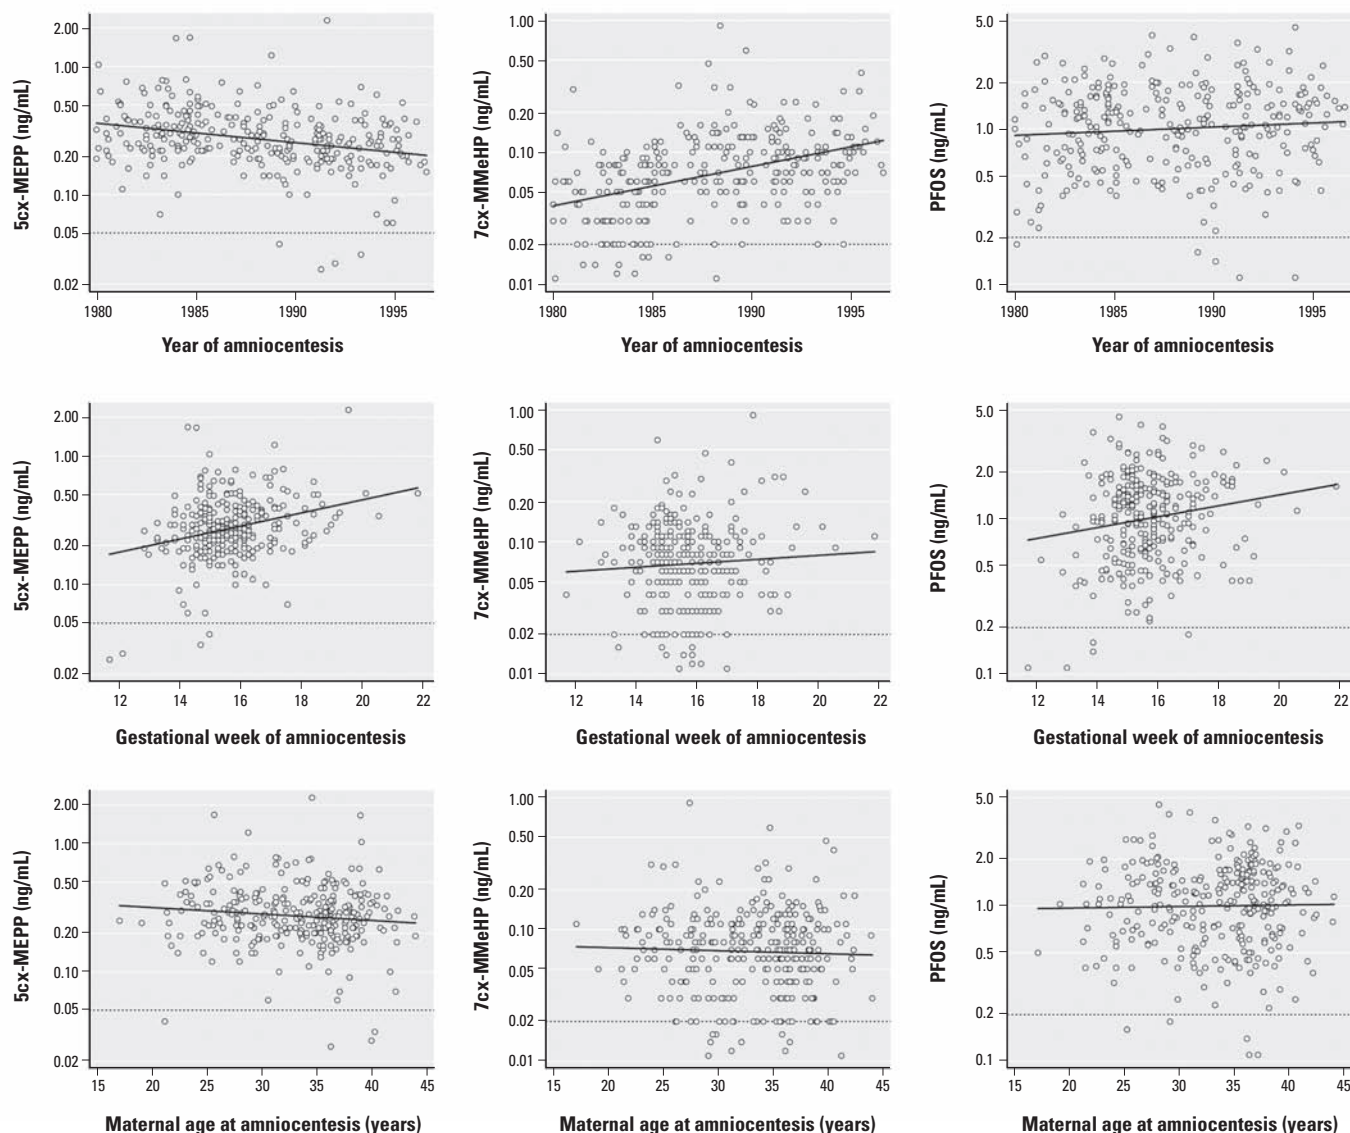 5cx-MEPP (ng/mL)
2.00
1.00
0.50
0.20
0.10
0.05
0.02
1980 1985 1990 1995
Year of amniocentesis
7cx-MMeHP (ng/mL)
1.00
0.50
0.20
0.10
0.05
0.02
0.01
1980 1985 1990 1995
Year of amniocentesis
PFOS (ng/mL)
5.0
2.0
1.0
0.5
0.2
0.1
1980 1985 1990 1995
Year of amniocentesis
5cx-MEPP (ng/mL)
2.00
1.00
0.50
0.20
0.10
0.05
0.02
12 14 16 18 20 22
Gestational week of amniocentesis
7cx-MMeHP (ng/mL)
1.00
0.50
0.20
0.10
0.05
0.02
0.01
12 14 16 18 20 22
Gestational week of amniocentesis
PFOS (ng/mL)
5.0
2.0
1.0
0.5
0.2
0.1
12 14 16 18 20 22
Gestational week of amniocentesis
5cx-MEPP (ng/mL)
2.00
1.00
0.50
0.20
0.10
0.05
0.02
15 20 25 30 35 40 45
Maternal age at amniocentesis (years)
7cx-MMeHP (ng/mL)
1.00
0.50
0.20
0.10
0.05
0.02
0.01
15 20 25 30 35 40 45
Maternal age at amniocentesis (years)
PFOS (ng/mL)
5.0
2.0
1.0
0.5
0.2
0.1
15 20 25 30 35 40 45
Maternal age at amniocentesis (years)